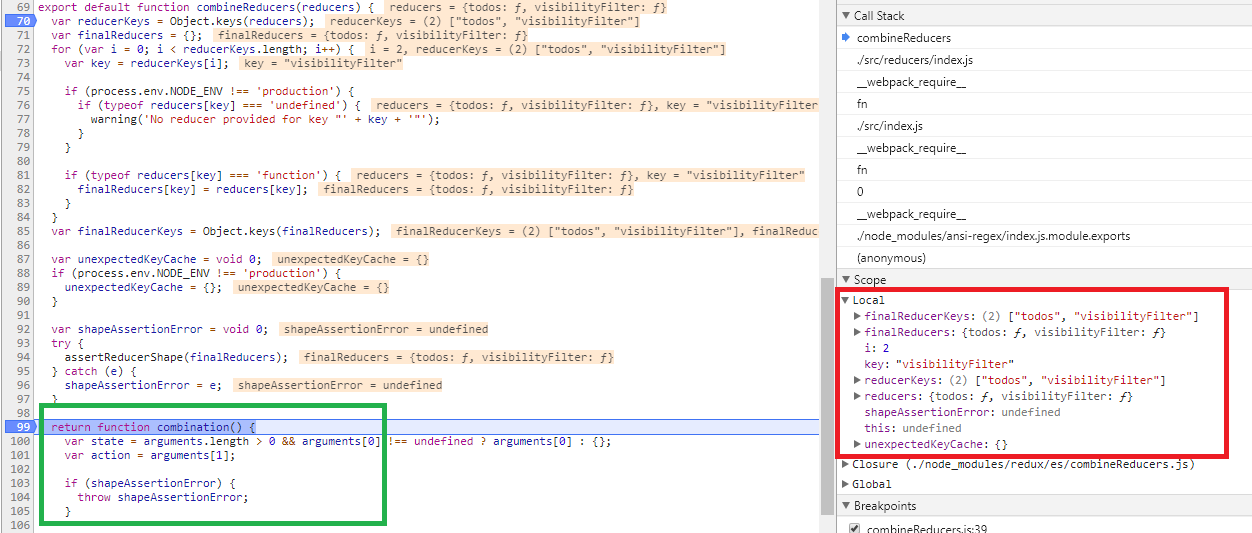 69 export default function combineReducers(reducers) { reducers = {todos: ƒ, visibilityFilter: ƒ}
70 var reducerKeys = Object.keys(reducers); reducerKeys = (2) ["todos", "visibilityFilter"]
71 var finalReducers = {}; finalReducers = {todos: ƒ, visibilityFilter: ƒ}
72 for (var i = 0; i < reducerKeys.length; i++) { i = 2, reducerKeys = (2) ["todos", "visibilityFilter"]
73 var key = reducerKeys[i]; key = "visibilityFilter"
74
75 if (process.env.NODE_ENV !== 'production') {
76 if (typeof reducers[key] === 'undefined') { reducers = {todos: ƒ, visibilityFilter: ƒ}, key = "visibilityFilter
77 warning('No reducer provided for key "' + key + '"');
78 }
79 }
80
81 if (typeof reducers[key] === 'function') { reducers = {todos: ƒ, visibilityFilter: ƒ}, key = "visibilityFilter"
82 finalReducers[key] = reducers[key]; finalReducers = {todos: ƒ, visibilityFilter: ƒ}
83 }
84 }
85 var finalReducerKeys = Object.keys(finalReducers); finalReducerKeys = (2) ["todos", "visibilityFilter"], finalReduc
86
87 var unexpectedKeyCache = void 0; unexpectedKeyCache = {}
88 if (process.env.NODE_ENV !== 'production') {
89 unexpectedKeyCache = {}; unexpectedKeyCache = {}
90 }
91
92 var shapeAssertionError = void 0; shapeAssertionError = undefined
93 try {
94 assertReducerShape(finalReducers); finalReducers = {todos: ƒ, visibilityFilter: ƒ}
95 } catch (e) {
96 shapeAssertionError = e; shapeAssertionError = undefined
97 }
98
99 return function combination() {
100 var state = arguments.length > 0 && arguments[0] !== undefined ? arguments[0] : {};
101 var action = arguments[1];
102
103 if (shapeAssertionError) {
104 throw shapeAssertionError;
105 }
106
Call Stack
combineReducers
./src/reducers/index.js
__webpack_require__
fn
./src/index.js
__webpack_require__
fn
0
__webpack_require__
./node_modules/ansi-regex/index.js.module.exports
(anonymous)
Scope
Local
finalReducerKeys: (2) ["todos", "visibilityFilter"]
finalReducers: {todos: ƒ, visibilityFilter: ƒ}
i: 2
key: "visibilityFilter"
reducerKeys: (2) ["todos", "visibilityFilter"]
reducers: {todos: ƒ, visibilityFilter: ƒ}
shapeAssertionError: undefined
this: undefined
unexpectedKeyCache: {}
Closure (./node_modules/redux/es/combineReducers.js)
Global
Breakpoints
combineReducers.js:39